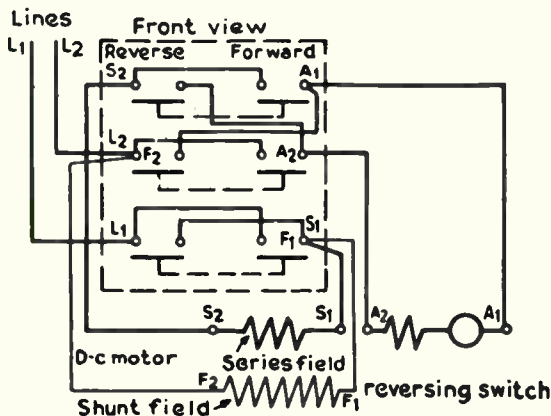 Lines
Front view
L1 L2
Reverse Forward
S2 A1
L2 F2 A2
L1 S1
F1
S2 S1 A2 A1
D-c motor
Series field
F2 F1
Shunt field
reversing switch